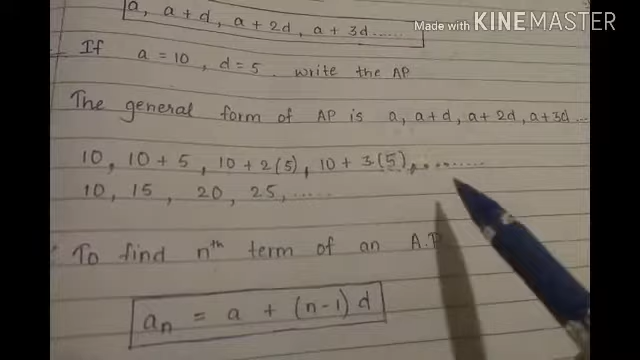 Made with KINEMASTER
a, a + d, a + 2d, a + 3d......
If a = 10, d = 5. write the AP
The general form of AP is a, a+d, a + 2d, a + 3d...
10, 10 + 5, 10 + 2(5), 10 + 3(5),........
10, 15, 20, 25, .....
To find nth term of an A.P
an = a + (n-1) d